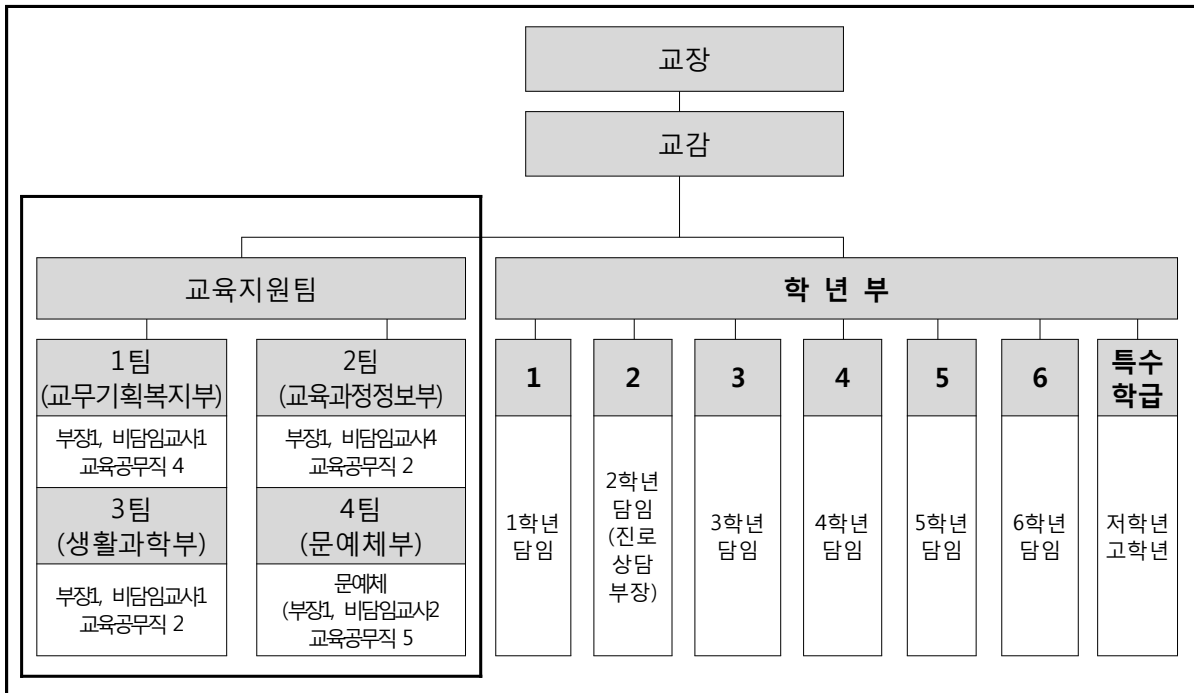 교장
교감
교육지원팀
학 년 부
1팀
(교무기획복지부)
부장1, 비담임교사1
교육공무직 4
2팀
(교육과정정보부)
부장1, 비담임교사4
교육공무직 2
3팀
(생활과학부)
부장1, 비담임교사1
교육공무직 2
4팀
(문예체부)
문예체
(부장1, 비담임교사2
교육공무직 5
1
1학년
담임
2
2학년
담임
(진로
상담
부장)
3
3학년
담임
4
4학년
담임
5
5학년
담임
6
6학년
담임
특수
학급
저학년
고학년